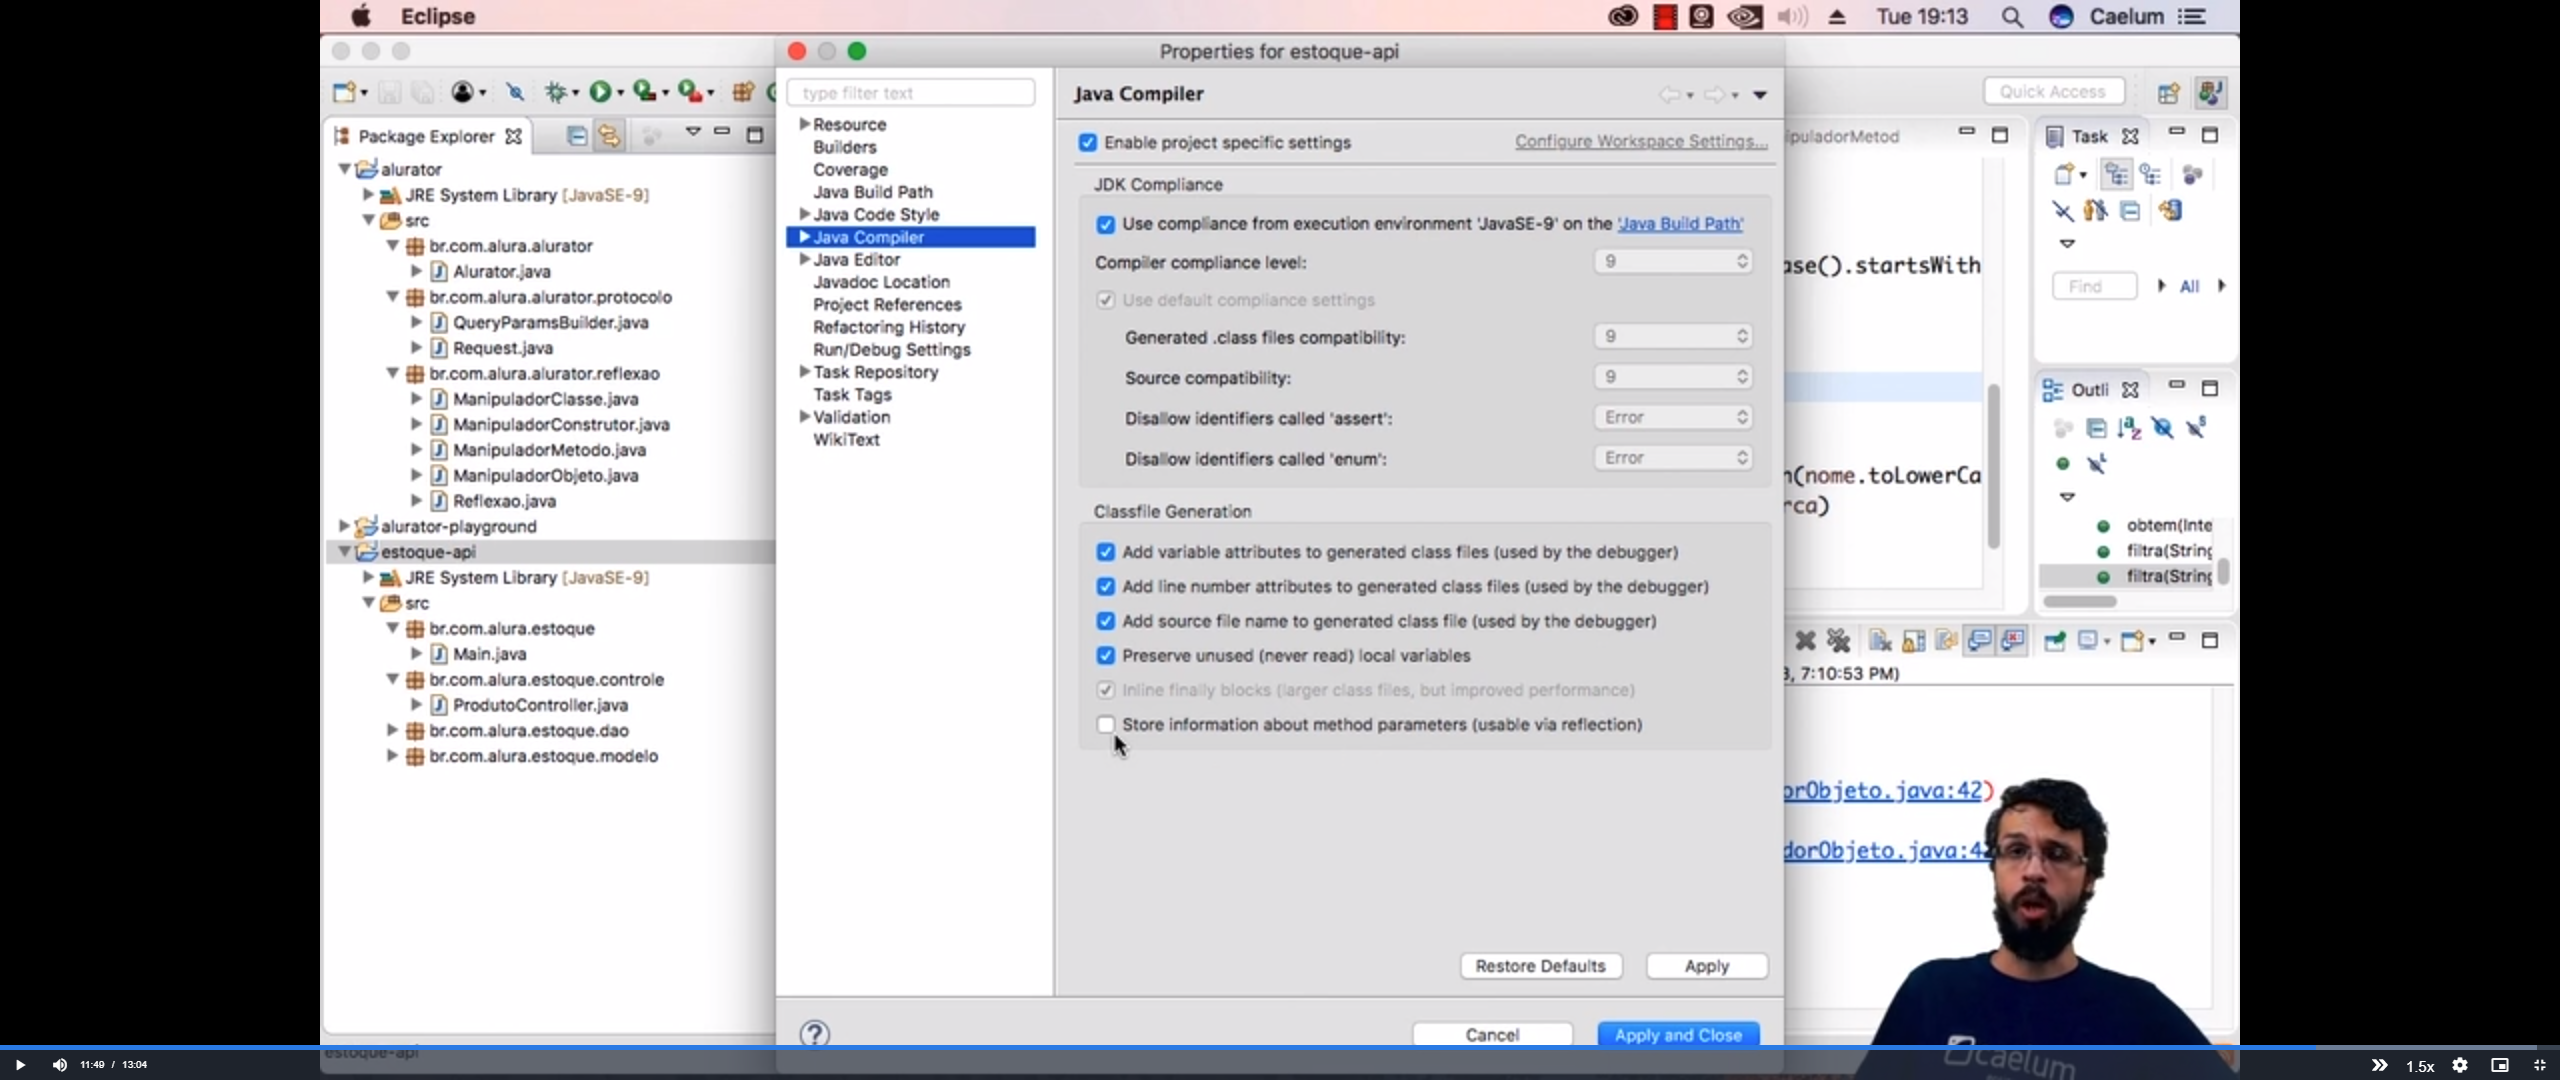 Eclipse
Tue 19:13
Caelum
Properties for estoque-api
Quick Access
type filter text
Java Compiler
Package Explorer
alurator
JRE System Library [JavaSE-9]
src
br.com.alura.alurator
Alurator.java
br.com.alura.alurator.protocolo
QueryParamsBuilder.java
Request.java
br.com.alura.alurator.reflexao
ManipuladorClasse.java
ManipuladorConstrutor.java
ManipuladorMetodo.java
ManipuladorObjeto.java
Reflexao.java
alurator-playground
estoque-api
JRE System Library [JavaSE-9]
src
br.com.alura.estoque
Main.java
br.com.alura.estoque.controle
ProdutoController.java
br.com.alura.estoque.dao
br.com.alura.estoque.modelo
Resource
Builders
Coverage
Java Build Path
Java Code Style
Java Compiler
Java Editor
Javadoc Location
Project References
Refactoring History
Run/Debug Settings
Task Repository
Task Tags
Validation
WikiText
Enable project specific settings
Configure Workspace Settings...
JDK Compliance
Use compliance from execution environment 'JavaSE-9' on the 'Java Build Path'
Compiler compliance level: 9
Use default compliance settings
Generated .class files compatibility: 9
Source compatibility: 9
Disallow identifiers called 'assert': Error
Disallow identifiers called 'enum': Error
Classfile Generation
Add variable attributes to generated class files (used by the debugger)
Add line number attributes to generated class files (used by the debugger)
Add source file name to generated class file (used by the debugger)
Preserve unused (never read) local variables
Inline finally blocks (larger class files, but improved performance)
Store information about method parameters (usable via reflection)
Restore Defaults
Apply
Cancel
Apply and Close
ipuladorMetod
ase().startsWith
n(nome.toLowerCa
rca)
3, 7:10:53 PM)
orObjeto.java:42)
dorObjeto.java:42
Task
Find
All
Outli
obtem(Inte
filtra(String
filtra(String
caelum
estoque-api
11:49 / 13:04
1.5x